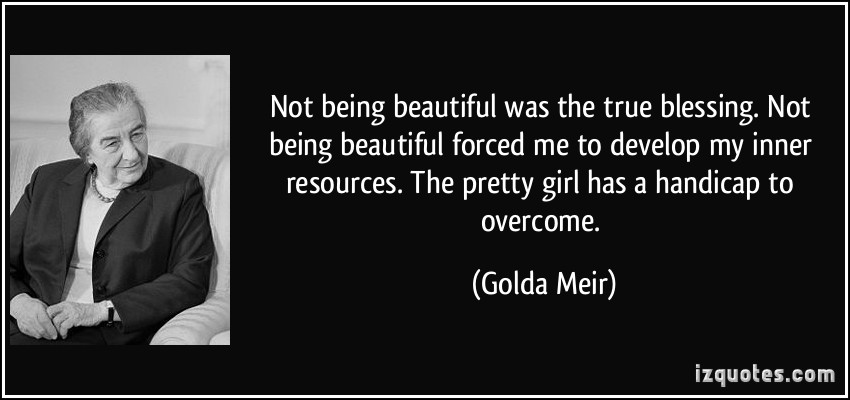 Not being beautiful was the true blessing. Not
being beautiful forced me to develop my inner
resources. The pretty girl has a handicap to
overcome.
(Golda Meir)
izquotes.com